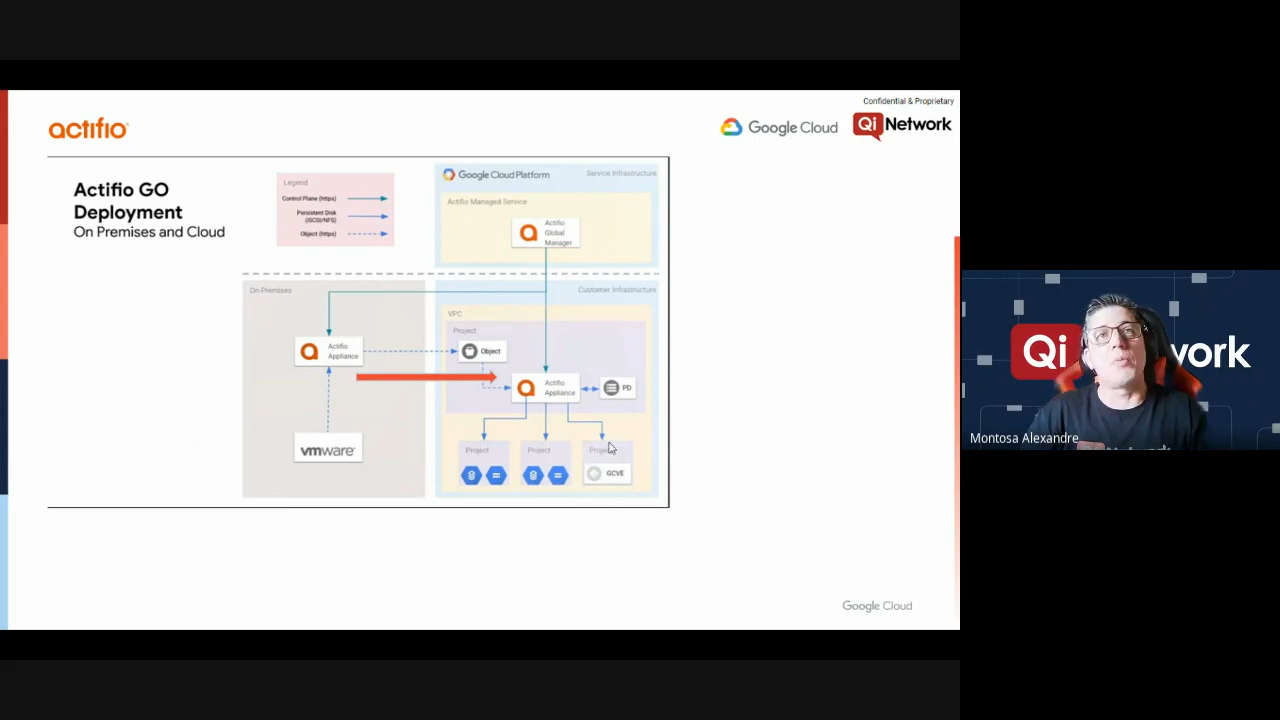 Confidential & Proprietary
actifio
Google Cloud
Qi Network
Actifio GO
Deployment
On Premises and Cloud
Legend
Control Plane (https)
Persistent Disk
(iSCSI/NFS)
Object (https)
Google Cloud Platform
Service Infrastructure
Actifio Managed Service
Actifio
Global
Manager
On-Premises
Customer Infrastructure
VPC
Project
Actifio
Appliance
Object
Actifio
Appliance
PD
vmware
Project
Project
Project
GCVE
Google Cloud
Qi
work
Montosa Alexandre